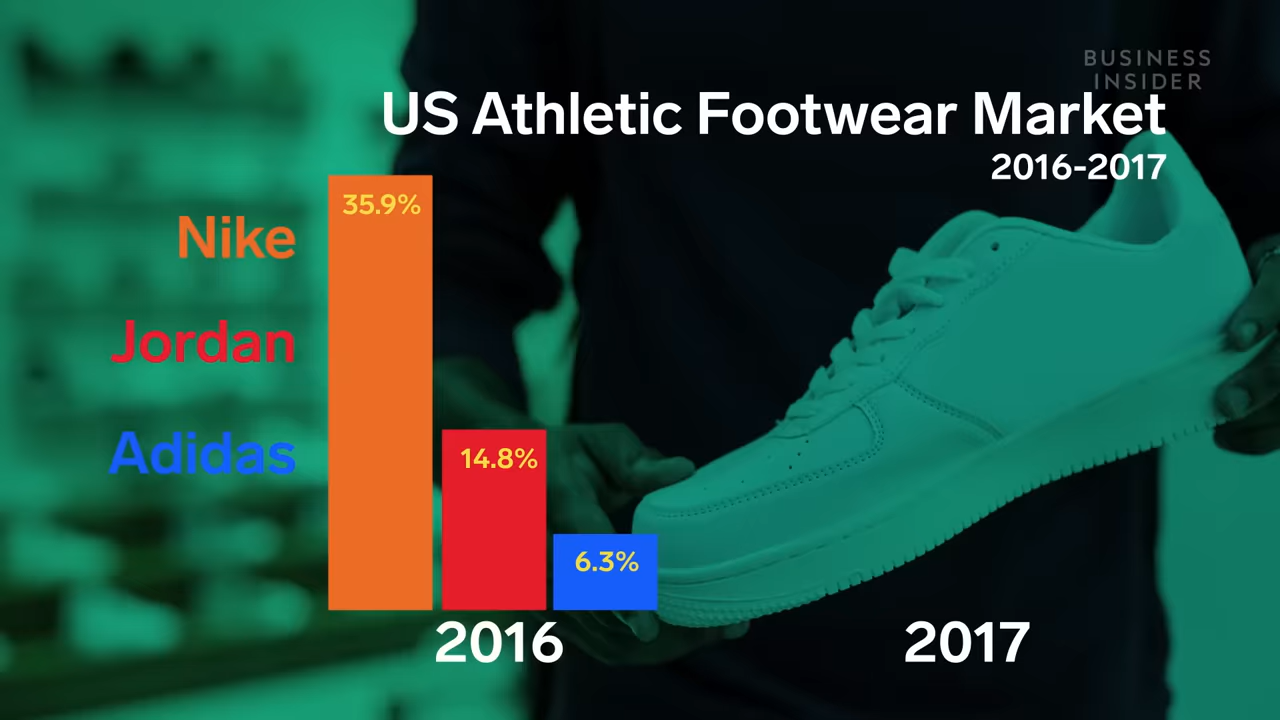 BUSINESS
INSIDER
US Athletic Footwear Market
2016-2017
35.9%
Nike
Jordan
Adidas
14.8%
6.3%
2016
2017